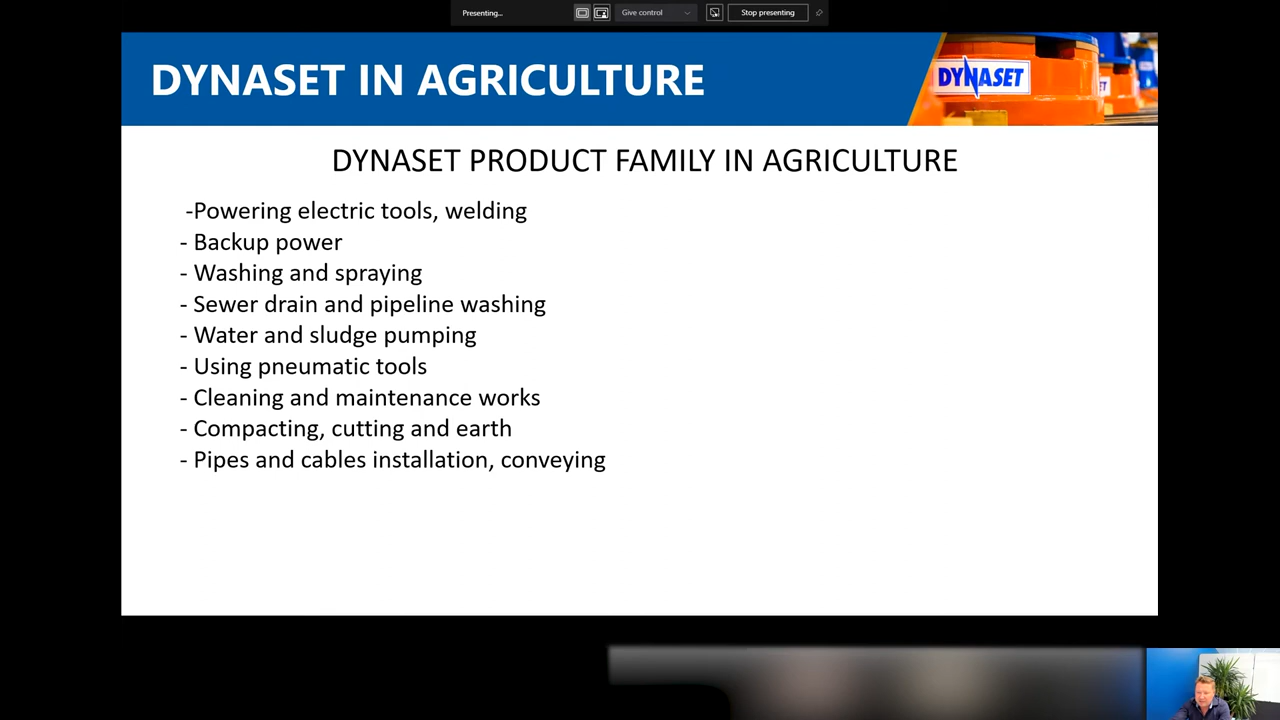 Presenting...
Give control
Stop presenting
DYNASET IN AGRICULTURE
DYNASET
DYNASET PRODUCT FAMILY IN AGRICULTURE
-Powering electric tools, welding
- Backup power
- Washing and spraying
- Sewer drain and pipeline washing
- Water and sludge pumping
- Using pneumatic tools
- Cleaning and maintenance works
- Compacting, cutting and earth
- Pipes and cables installation, conveying